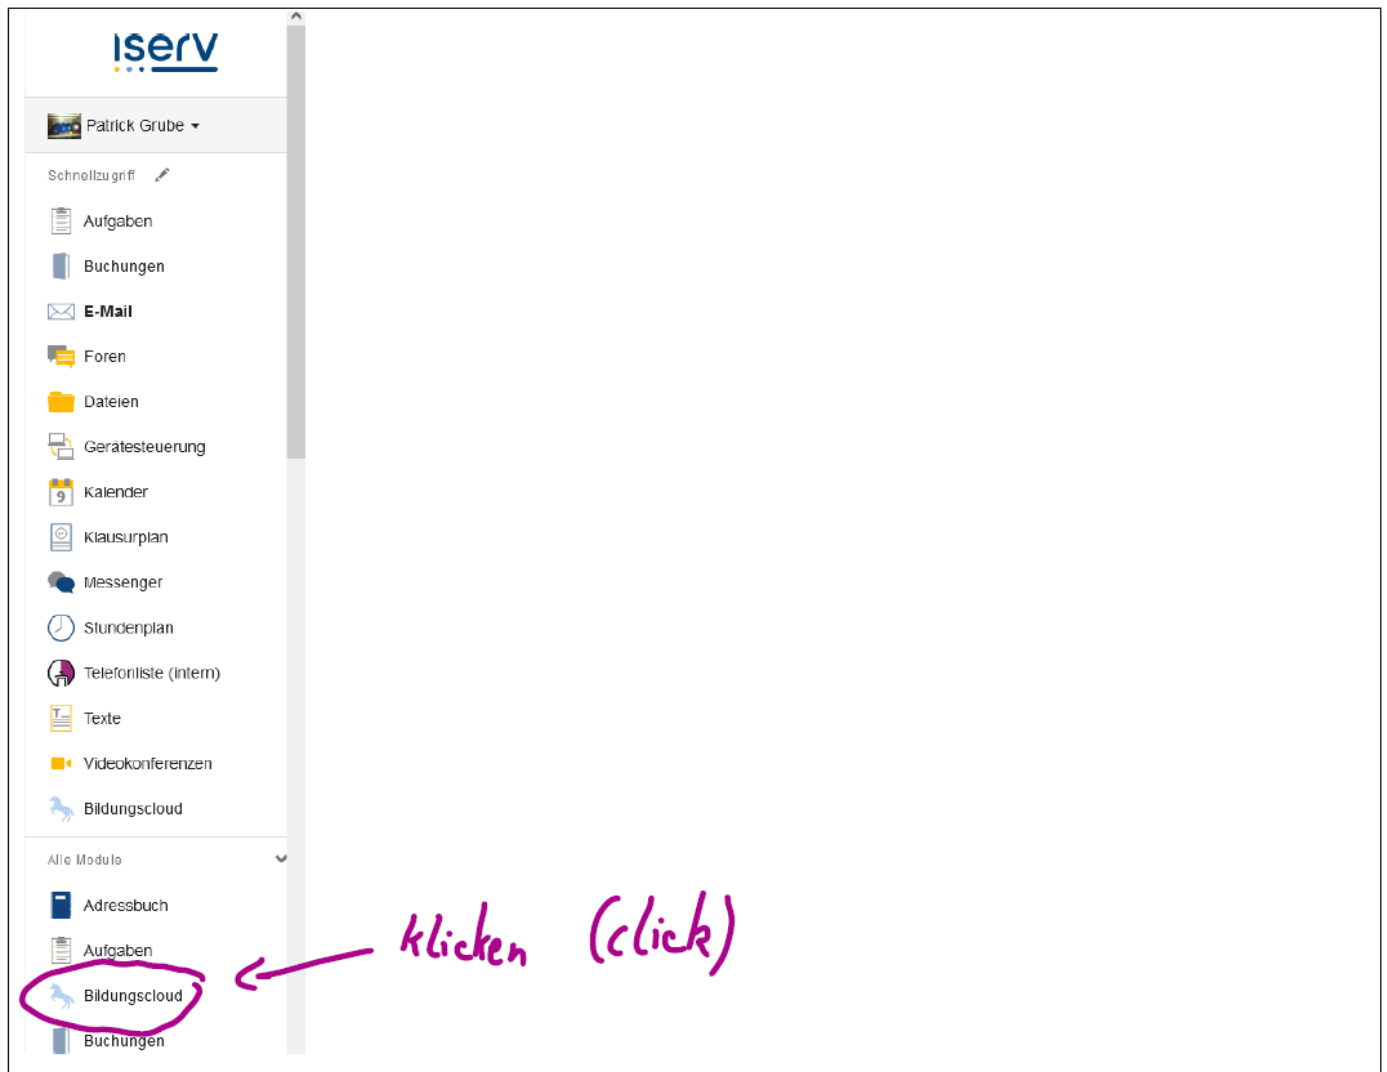 Iserv
Patrick Grube
Schnellzugriff
Aufgaben
Buchungen
E-Mail
Foren
Dateien
Gerätesteuerung
9 Kalender
Klausurplan
Messenger
Stundenplan
Telefonliste (intern)
Texte
Videokonferenzen
Bildungscloud
Alle Module
Adressbuch
Aufgaben
klicken (click)
Bildungscloud
Buchungen